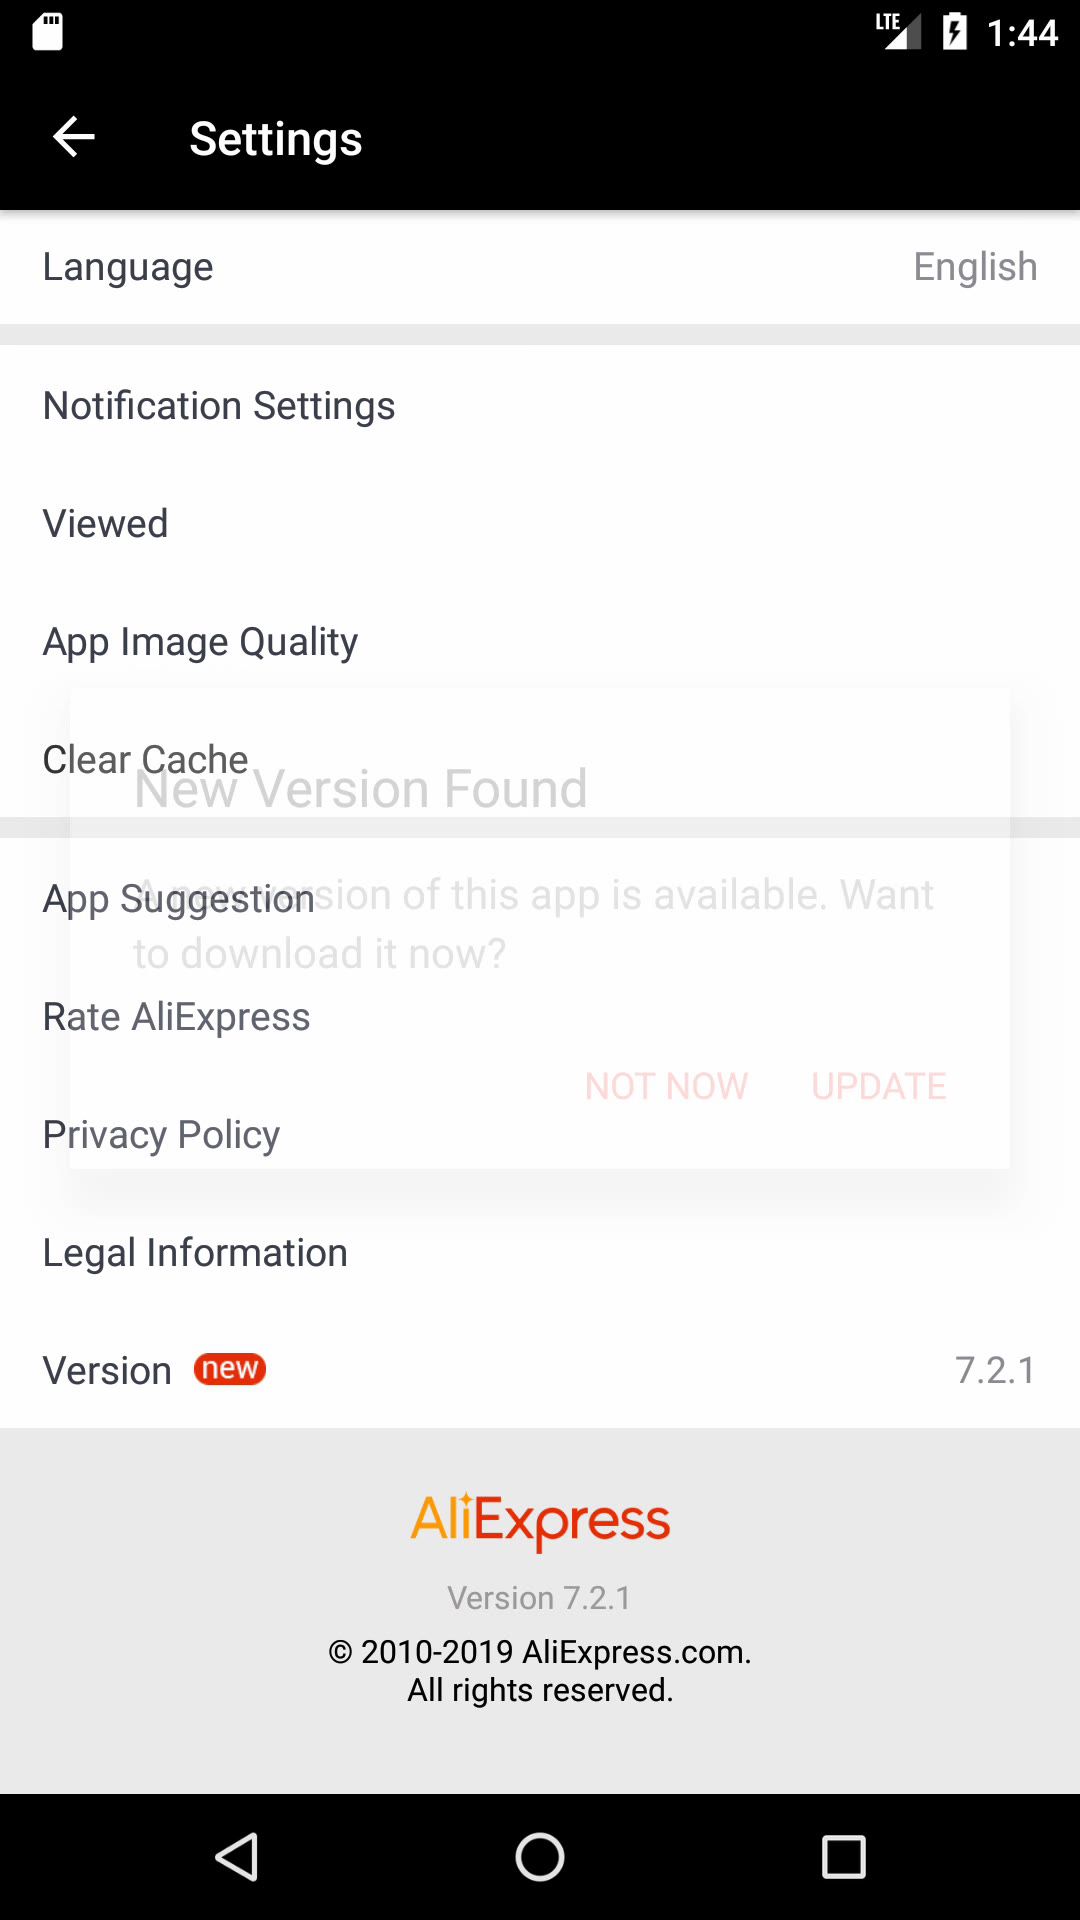 LTE 1:44
Settings
Language English
Notification Settings
Viewed
App Image Quality
Clear Cache
New Version Found
App Suggestion
A new version of this app is available. Want
to download it now?
Rate AliExpress
NOT NOW UPDATE
Privacy Policy
Legal Information
Version new 7.2.1
AliExpress
Version 7.2.1
© 2010-2019 AliExpress.com.
All rights reserved.